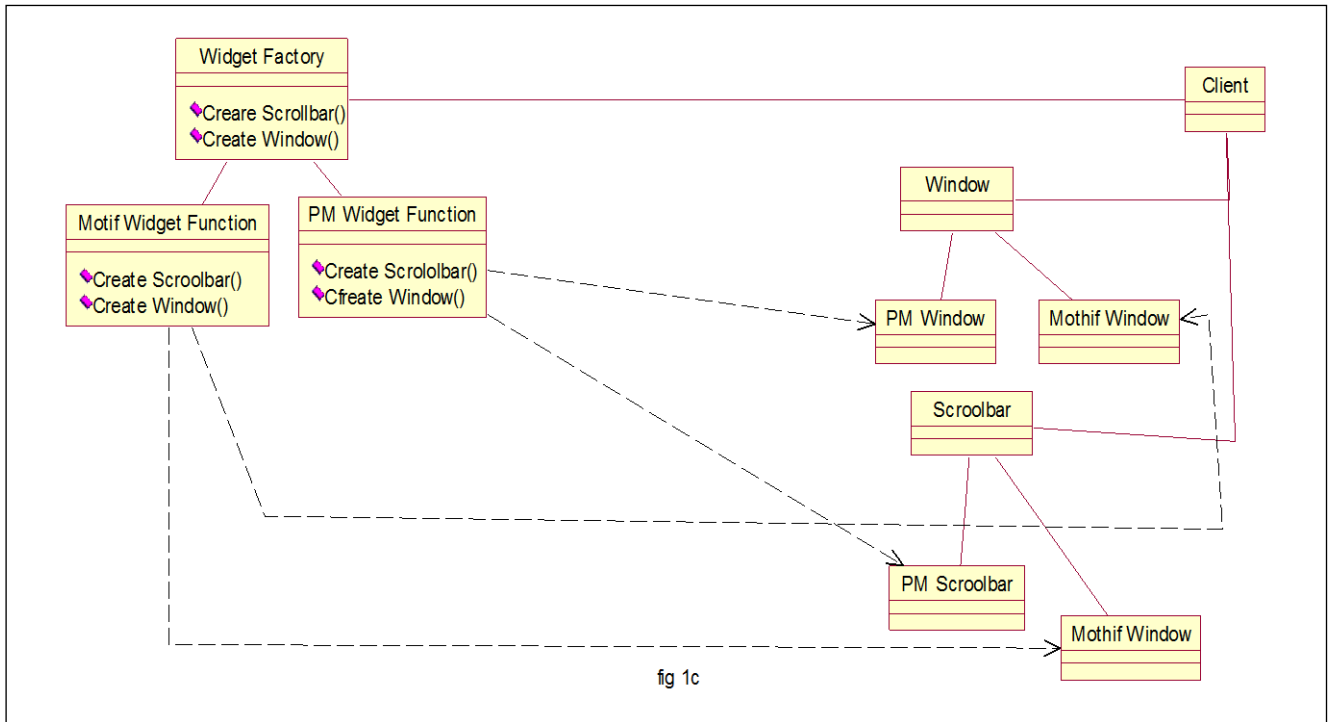 Widget Factory
Creare Scrollbar()
Create Window()
Client
Motif Widget Function
Create Scroolbar()
Create Window()
PM Widget Function
Create Scrololbar()
Cfreate Window()
Window
PM Window
Mothif Window
Scroolbar
PM Scroolbar
Mothif Window
fig 1c